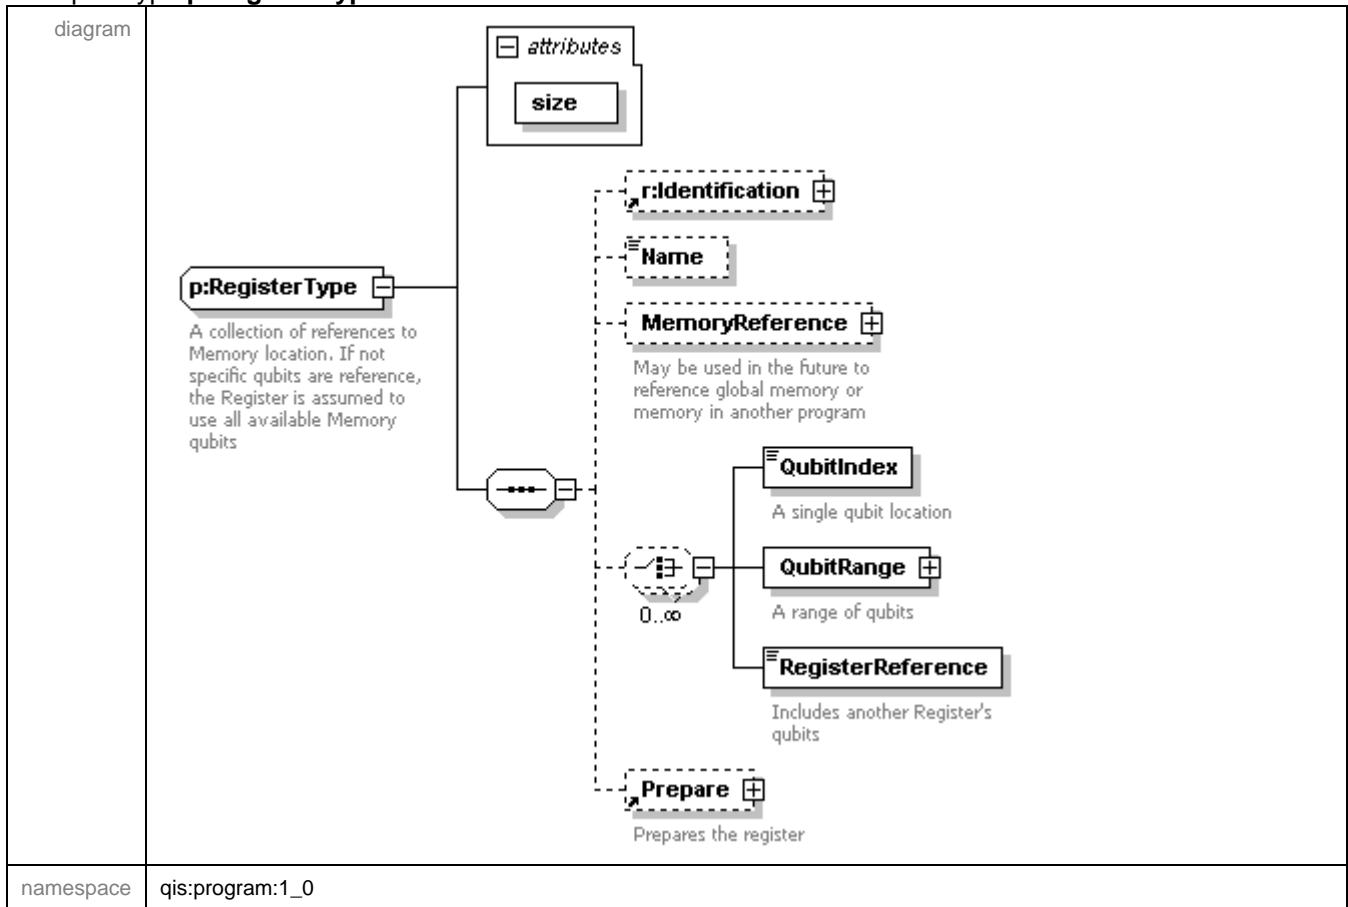 diagram
attributes
size
r:Identification
Name
p:RegisterType
A collection of references to
Memory location. If not
specific qubits are reference,
the Register is assumed to
use all available Memory
qubits
MemoryReference
May be used in the future to
reference global memory or
memory in another program
QubitIndex
A single qubit location
QubitRange
A range of qubits
0..∞
RegisterReference
Includes another Register's
qubits
Prepare
Prepares the register
namespace
qis:program:1_0